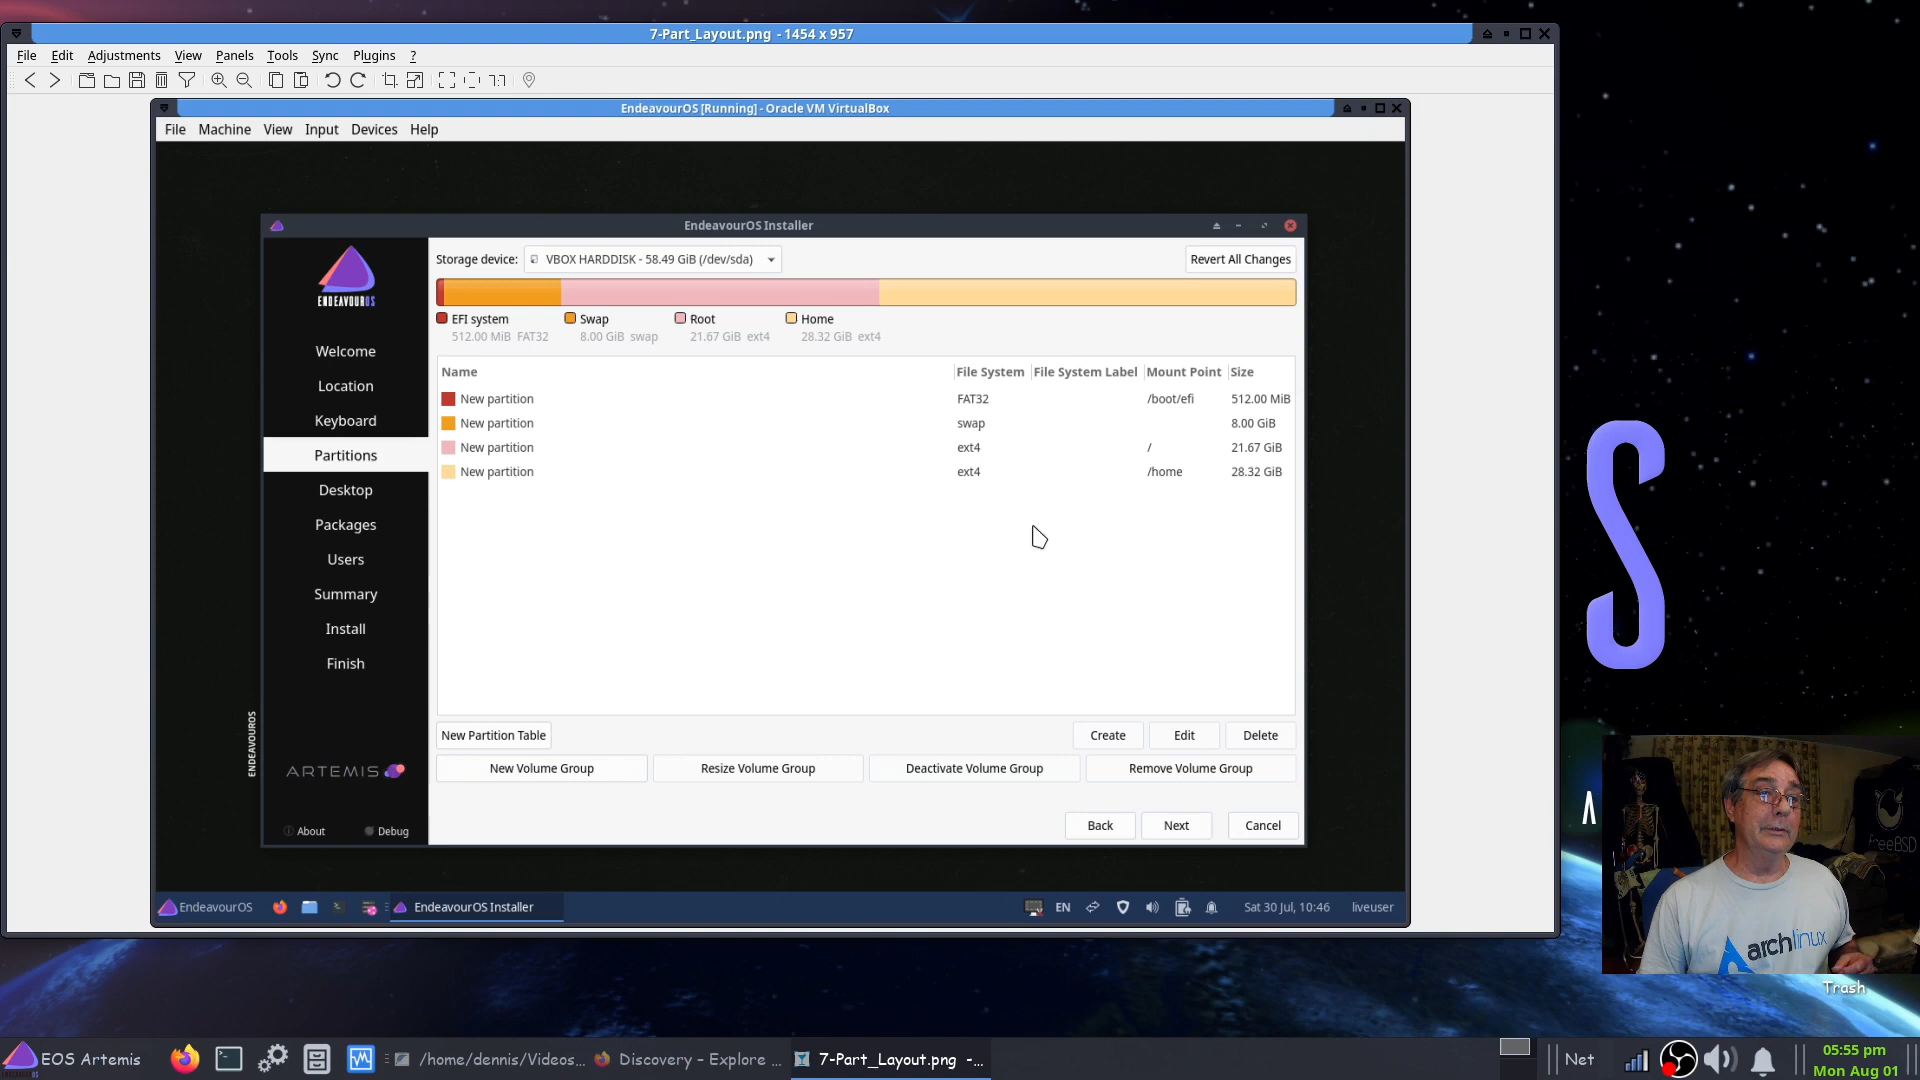 7-Part_Layout.png - 1454 x 957
File Edit Adjustments View Panels Tools Sync Plugins ?
EndeavourOS [Running] - Oracle VM VirtualBox
File Machine View Input Devices Help
EndeavourOS Installer
ENDEAVOUROS
Welcome
Location
Keyboard
Partitions
Desktop
Packages
Users
Summary
Install
Finish
ARTEMIS
About Debug
Storage device: VBOX HARDDISK - 58.49 GiB (/dev/sda) Revert All Changes
EFI system Swap Root Home
512.00 MiB FAT32 8.00 GiB swap 21.67 GiB ext4 28.32 GiB ext4
Name File System File System Label Mount Point Size
New partition FAT32 /boot/efi 512.00 MiB
New partition swap 8.00 GiB
New partition ext4 / 21.67 GiB
New partition ext4 /home 28.32 GiB
New Partition Table Create Edit Delete
New Volume Group Resize Volume Group Deactivate Volume Group Remove Volume Group
Back Next Cancel
ENDEAVOUROS
EndeavourOS EndeavourOS Installer EN Sat 30 Jul, 10:46 liveuser
S
A
freeBSD
archlinux
Trash
EOS Artemis /home/dennis/Videos... Discovery – Explore ... 7-Part_Layout.png -... Net 05:55 pm
Mon Aug 01